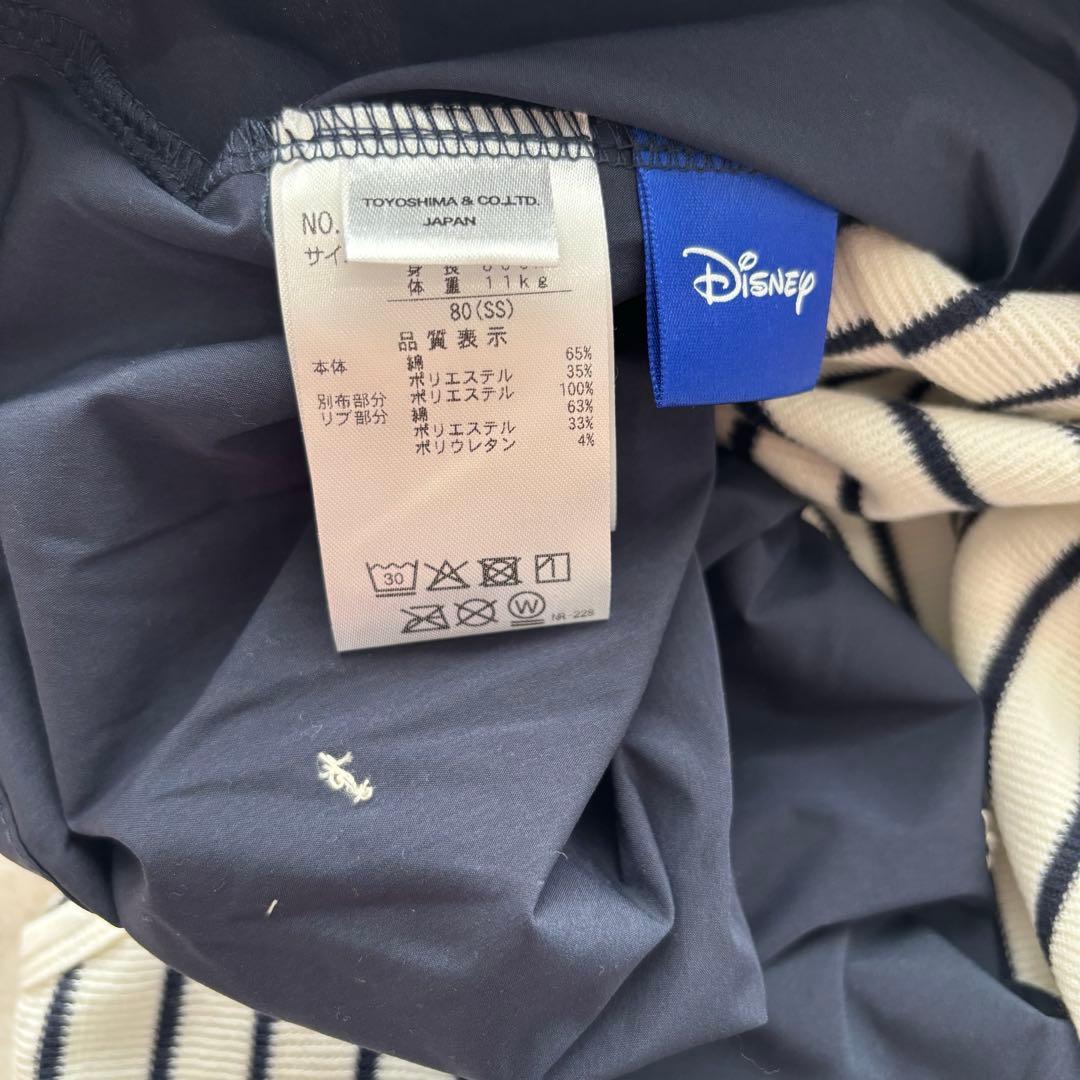 TOYOSHIMA & CO.,LTD.
JAPAN
NO.
サイ
身長
体重 11kg
80(SS)
品質表示
本体 綿 65%
ポリエステル 35%
別布部分 ポリエステル 100%
リブ部分 綿 63%
ポリエステル 33%
ポリウレタン 4%
30
W
NR-228
Disney